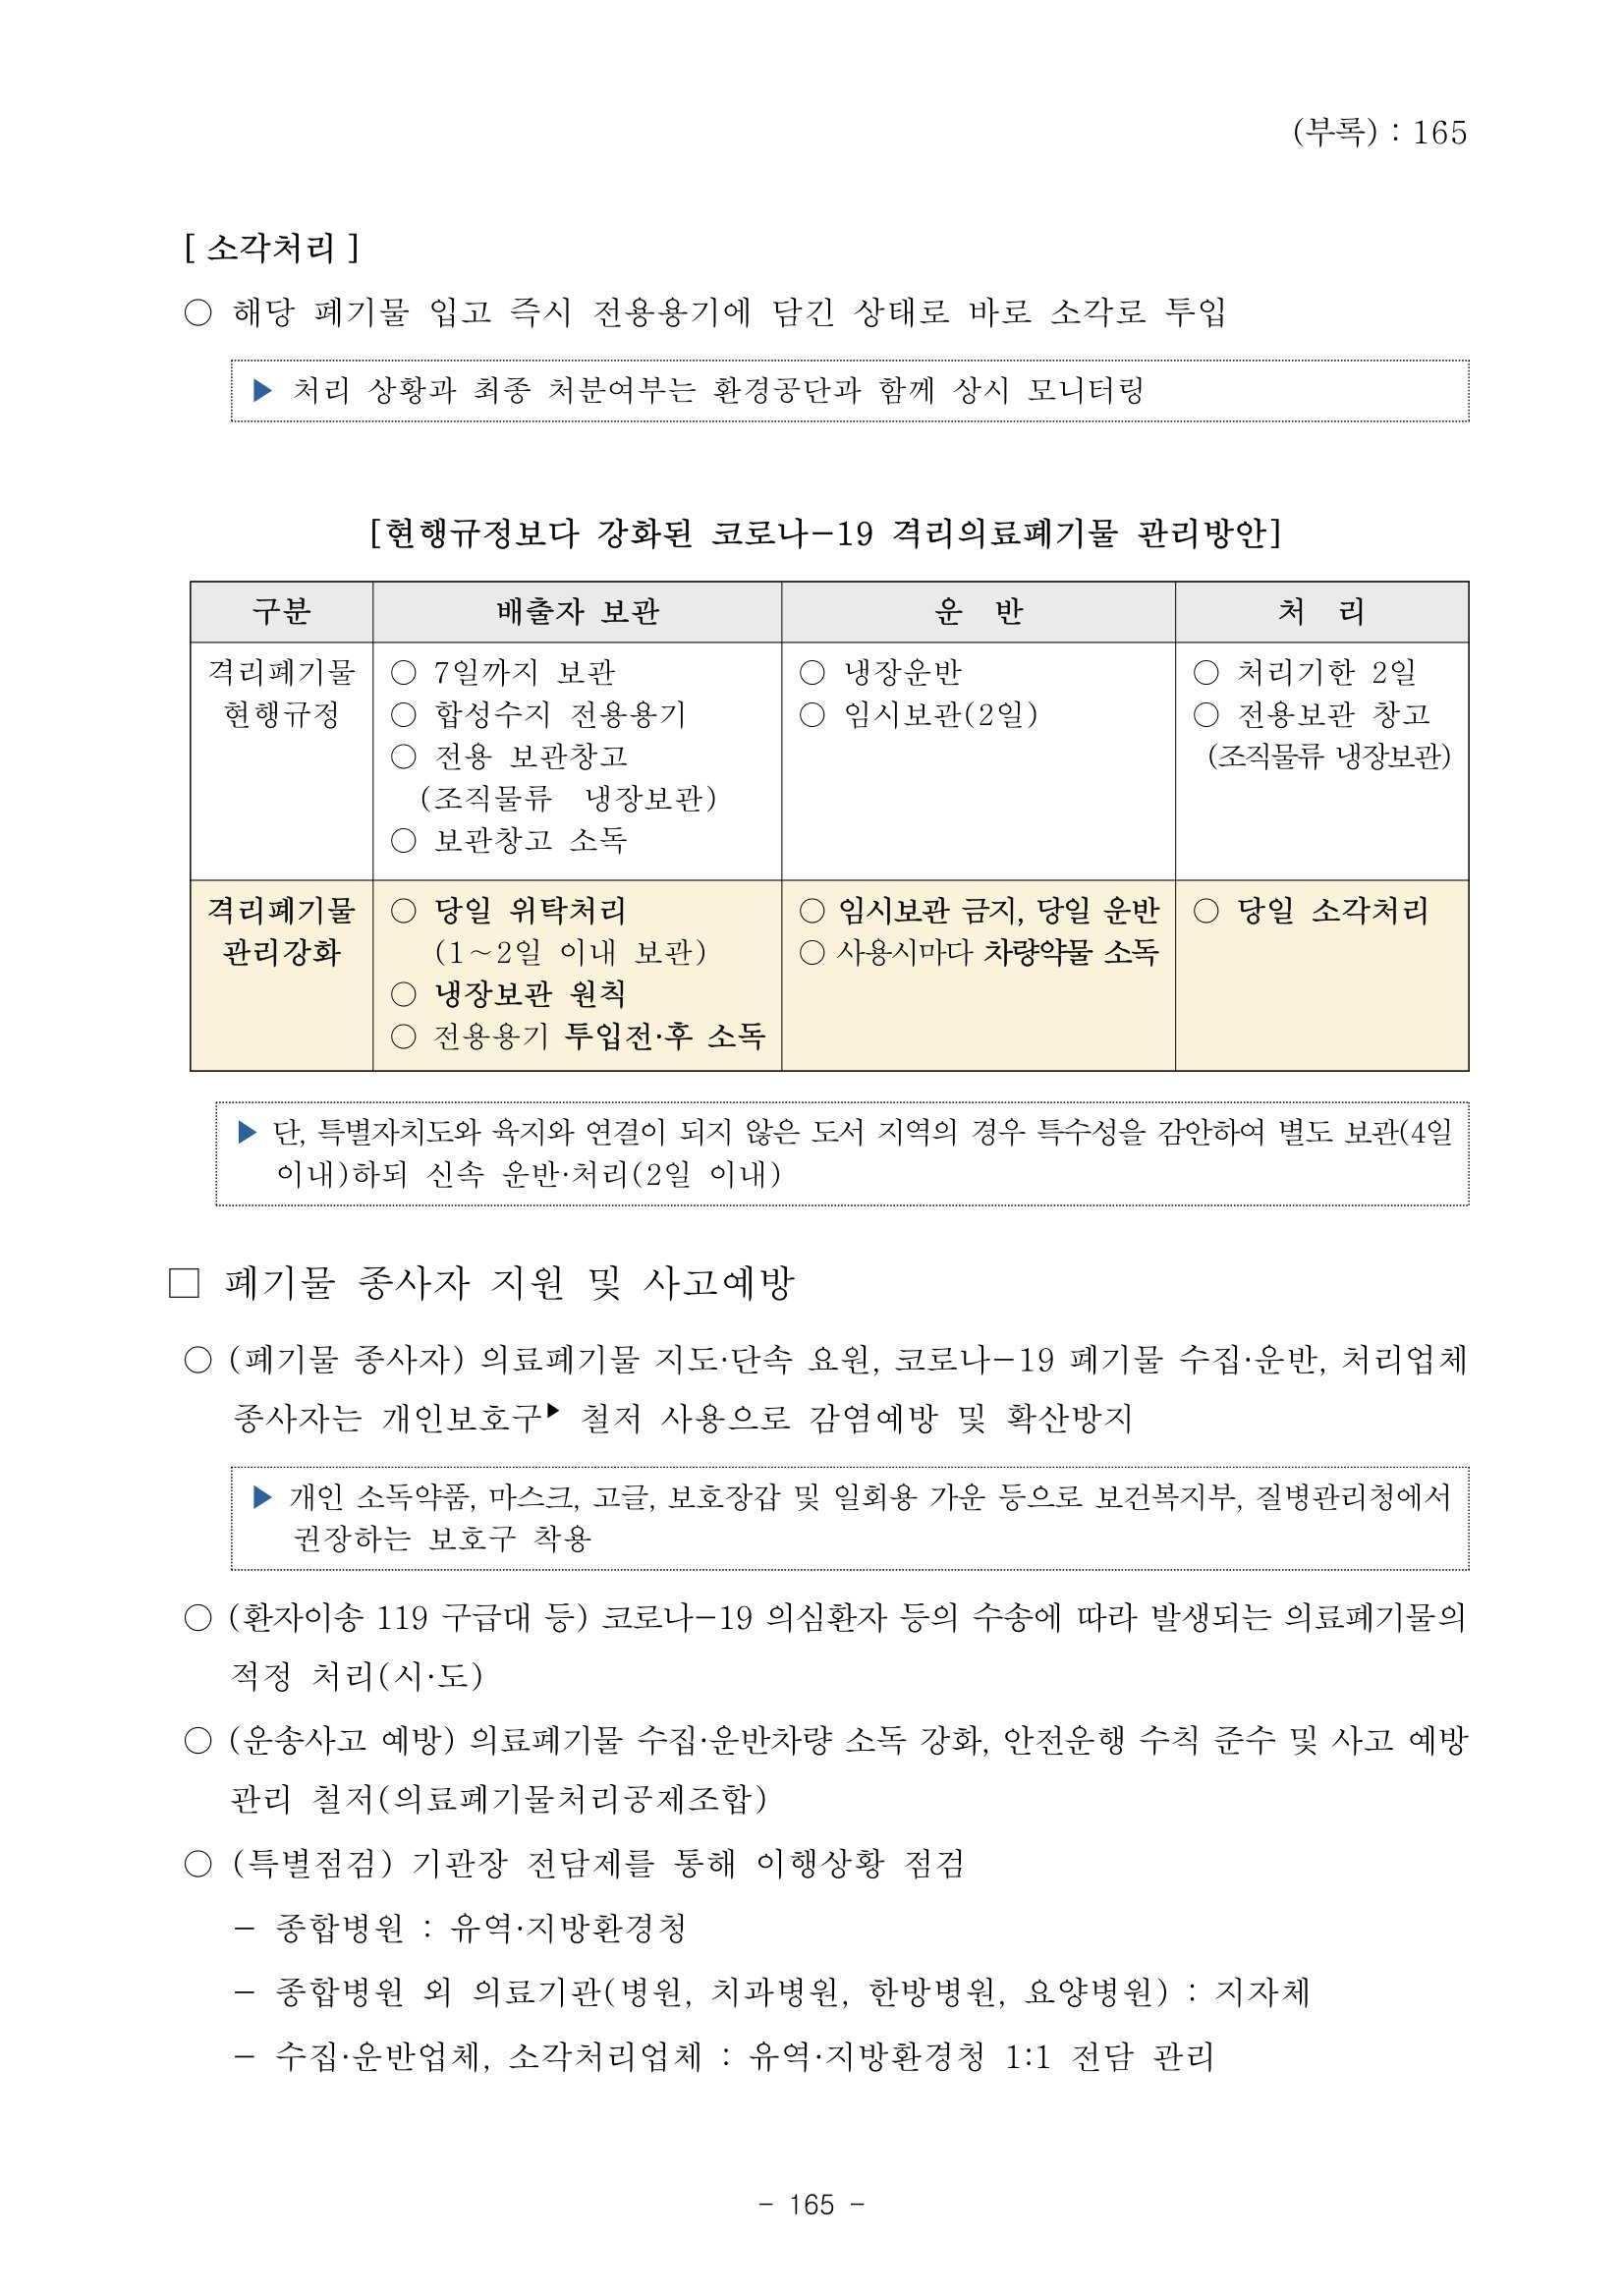 (부록) : 165
[ 소각처리 ]
○ 해당 폐기물 입고 즉시 전용용기에 담긴 상태로 바로 소각로 투입
▶ 처리 상황과 최종 처분여부는 환경공단과 함께 상시 모니터링
[현행규정보다 강화된 코로나-19 격리의료폐기물 관리방안]
구분 배출자 보관 운 반 처 리
격리폐기물
현행규정
○ 7일까지 보관
○ 합성수지 전용용기
○ 전용 보관창고
(조직물류 냉장보관)
○ 보관창고 소독
○ 냉장운반
○ 임시보관(2일)
○ 처리기한 2일
○ 전용보관 창고
(조직물류 냉장보관)
격리폐기물
관리강화
○ 당일 위탁처리
(1~2일 이내 보관)
○ 냉장보관 원칙
○ 전용용기 투입전·후 소독
○ 임시보관 금지, 당일 운반
○ 사용시마다 차량약물 소독
○ 당일 소각처리
▶ 단, 특별자치도와 육지와 연결이 되지 않은 도서 지역의 경우 특수성을 감안하여 별도 보관(4일
이내)하되 신속 운반·처리(2일 이내)
□ 폐기물 종사자 지원 및 사고예방
○ (폐기물 종사자) 의료폐기물 지도·단속 요원, 코로나-19 폐기물 수집·운반, 처리업체
종사자는 개인보호구▶ 철저 사용으로 감염예방 및 확산방지
▶ 개인 소독약품, 마스크, 고글, 보호장갑 및 일회용 가운 등으로 보건복지부, 질병관리청에서
권장하는 보호구 착용
○ (환자이송 119 구급대 등) 코로나-19 의심환자 등의 수송에 따라 발생되는 의료폐기물의
적정 처리(시·도)
○ (운송사고 예방) 의료폐기물 수집·운반차량 소독 강화, 안전운행 수칙 준수 및 사고 예방
관리 철저(의료폐기물처리공제조합)
○ (특별점검) 기관장 전담제를 통해 이행상황 점검
- 종합병원 : 유역·지방환경청
- 종합병원 외 의료기관(병원, 치과병원, 한방병원, 요양병원) : 지자체
- 수집·운반업체, 소각처리업체 : 유역·지방환경청 1:1 전담 관리
- 165 -